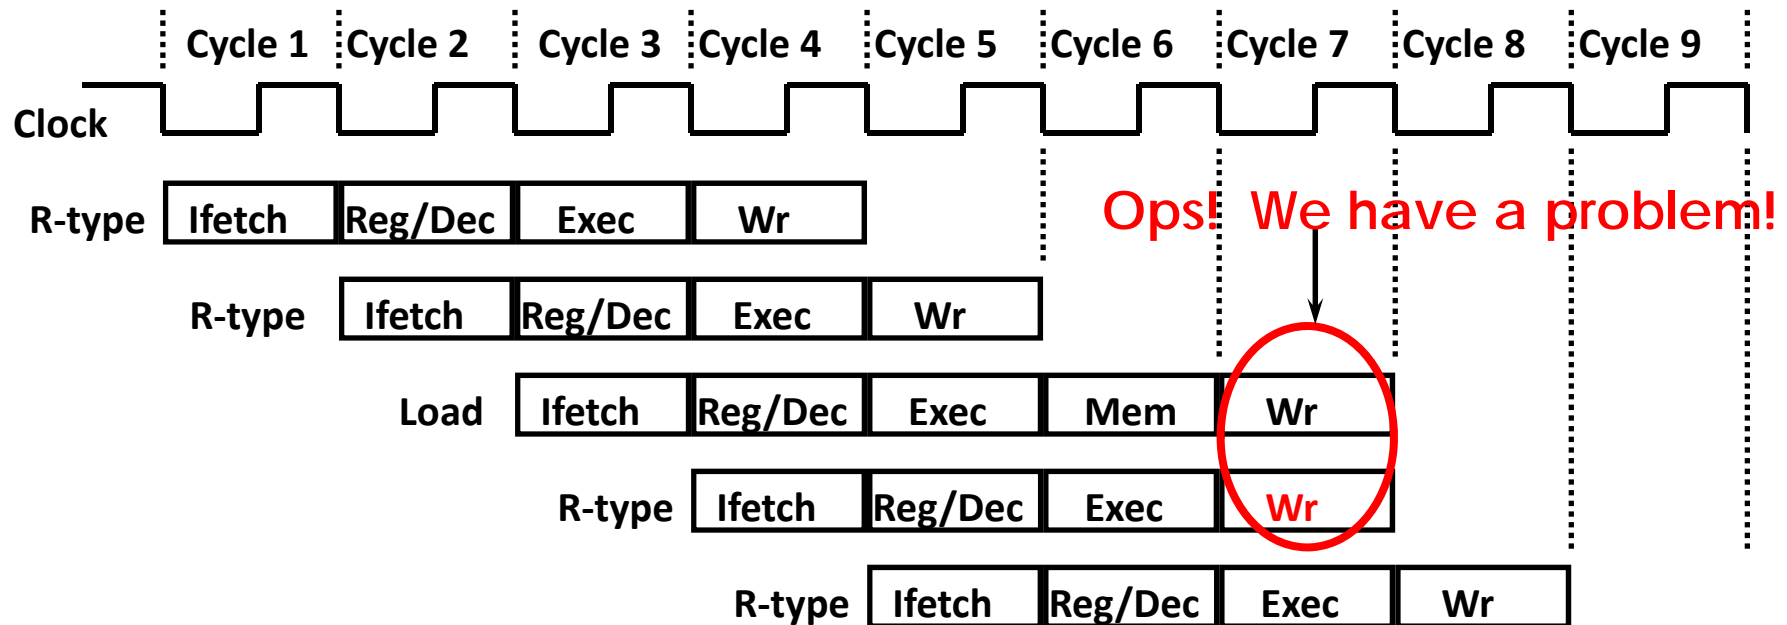 Cycle 1 Cycle 2 Cycle 3 Cycle 4 Cycle 5 Cycle 6 Cycle 7 Cycle 8 Cycle 9
Clock
Ops! We have a problem!
R-type Ifetch Reg/Dec Exec Wr
R-type Ifetch Reg/Dec Exec Wr
Load Ifetch Reg/Dec Exec Mem Wr
R-type Ifetch Reg/Dec Exec Wr
R-type Ifetch Reg/Dec Exec Wr